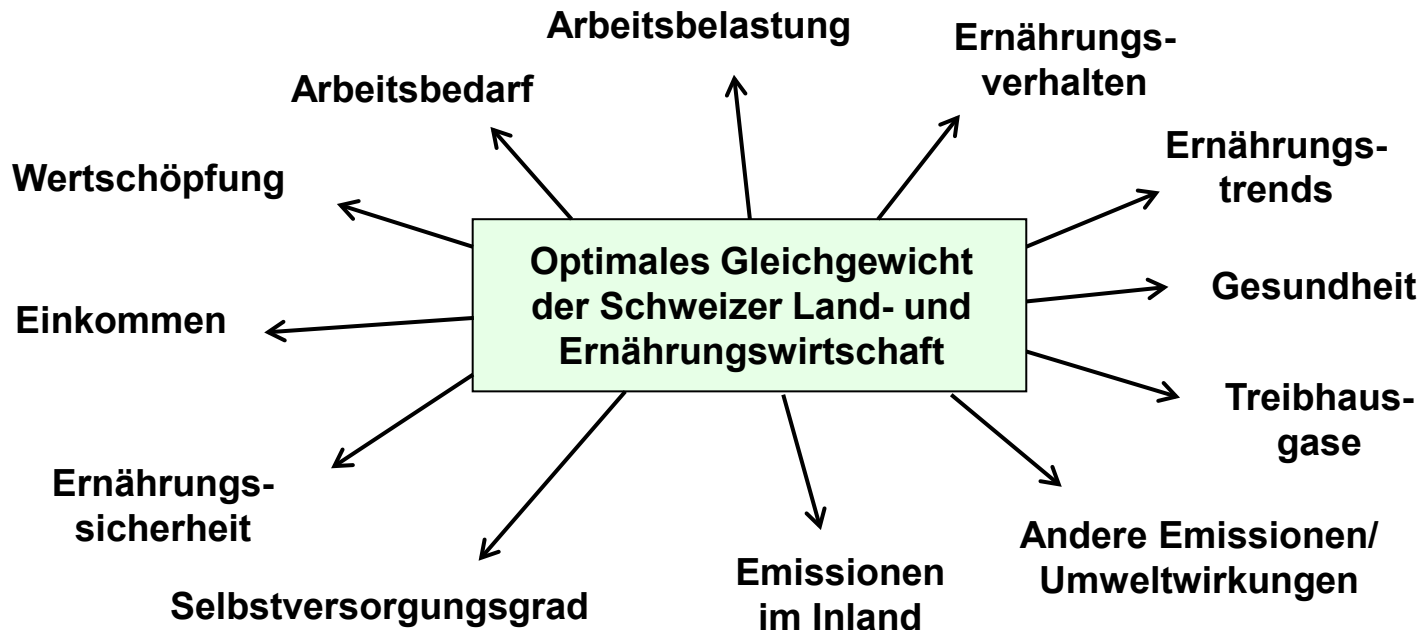 Arbeitsbelastung
Ernährungs-
verhalten
Arbeitsbedarf
Ernährungs-
trends
Wertschöpfung
Optimales Gleichgewicht
der Schweizer Land- und
Ernährungswirtschaft
Gesundheit
Einkommen
Treibhaus-
gase
Ernährungs-
sicherheit
Andere Emissionen/
Umweltwirkungen
Emissionen
im Inland
Selbstversorgungsgrad